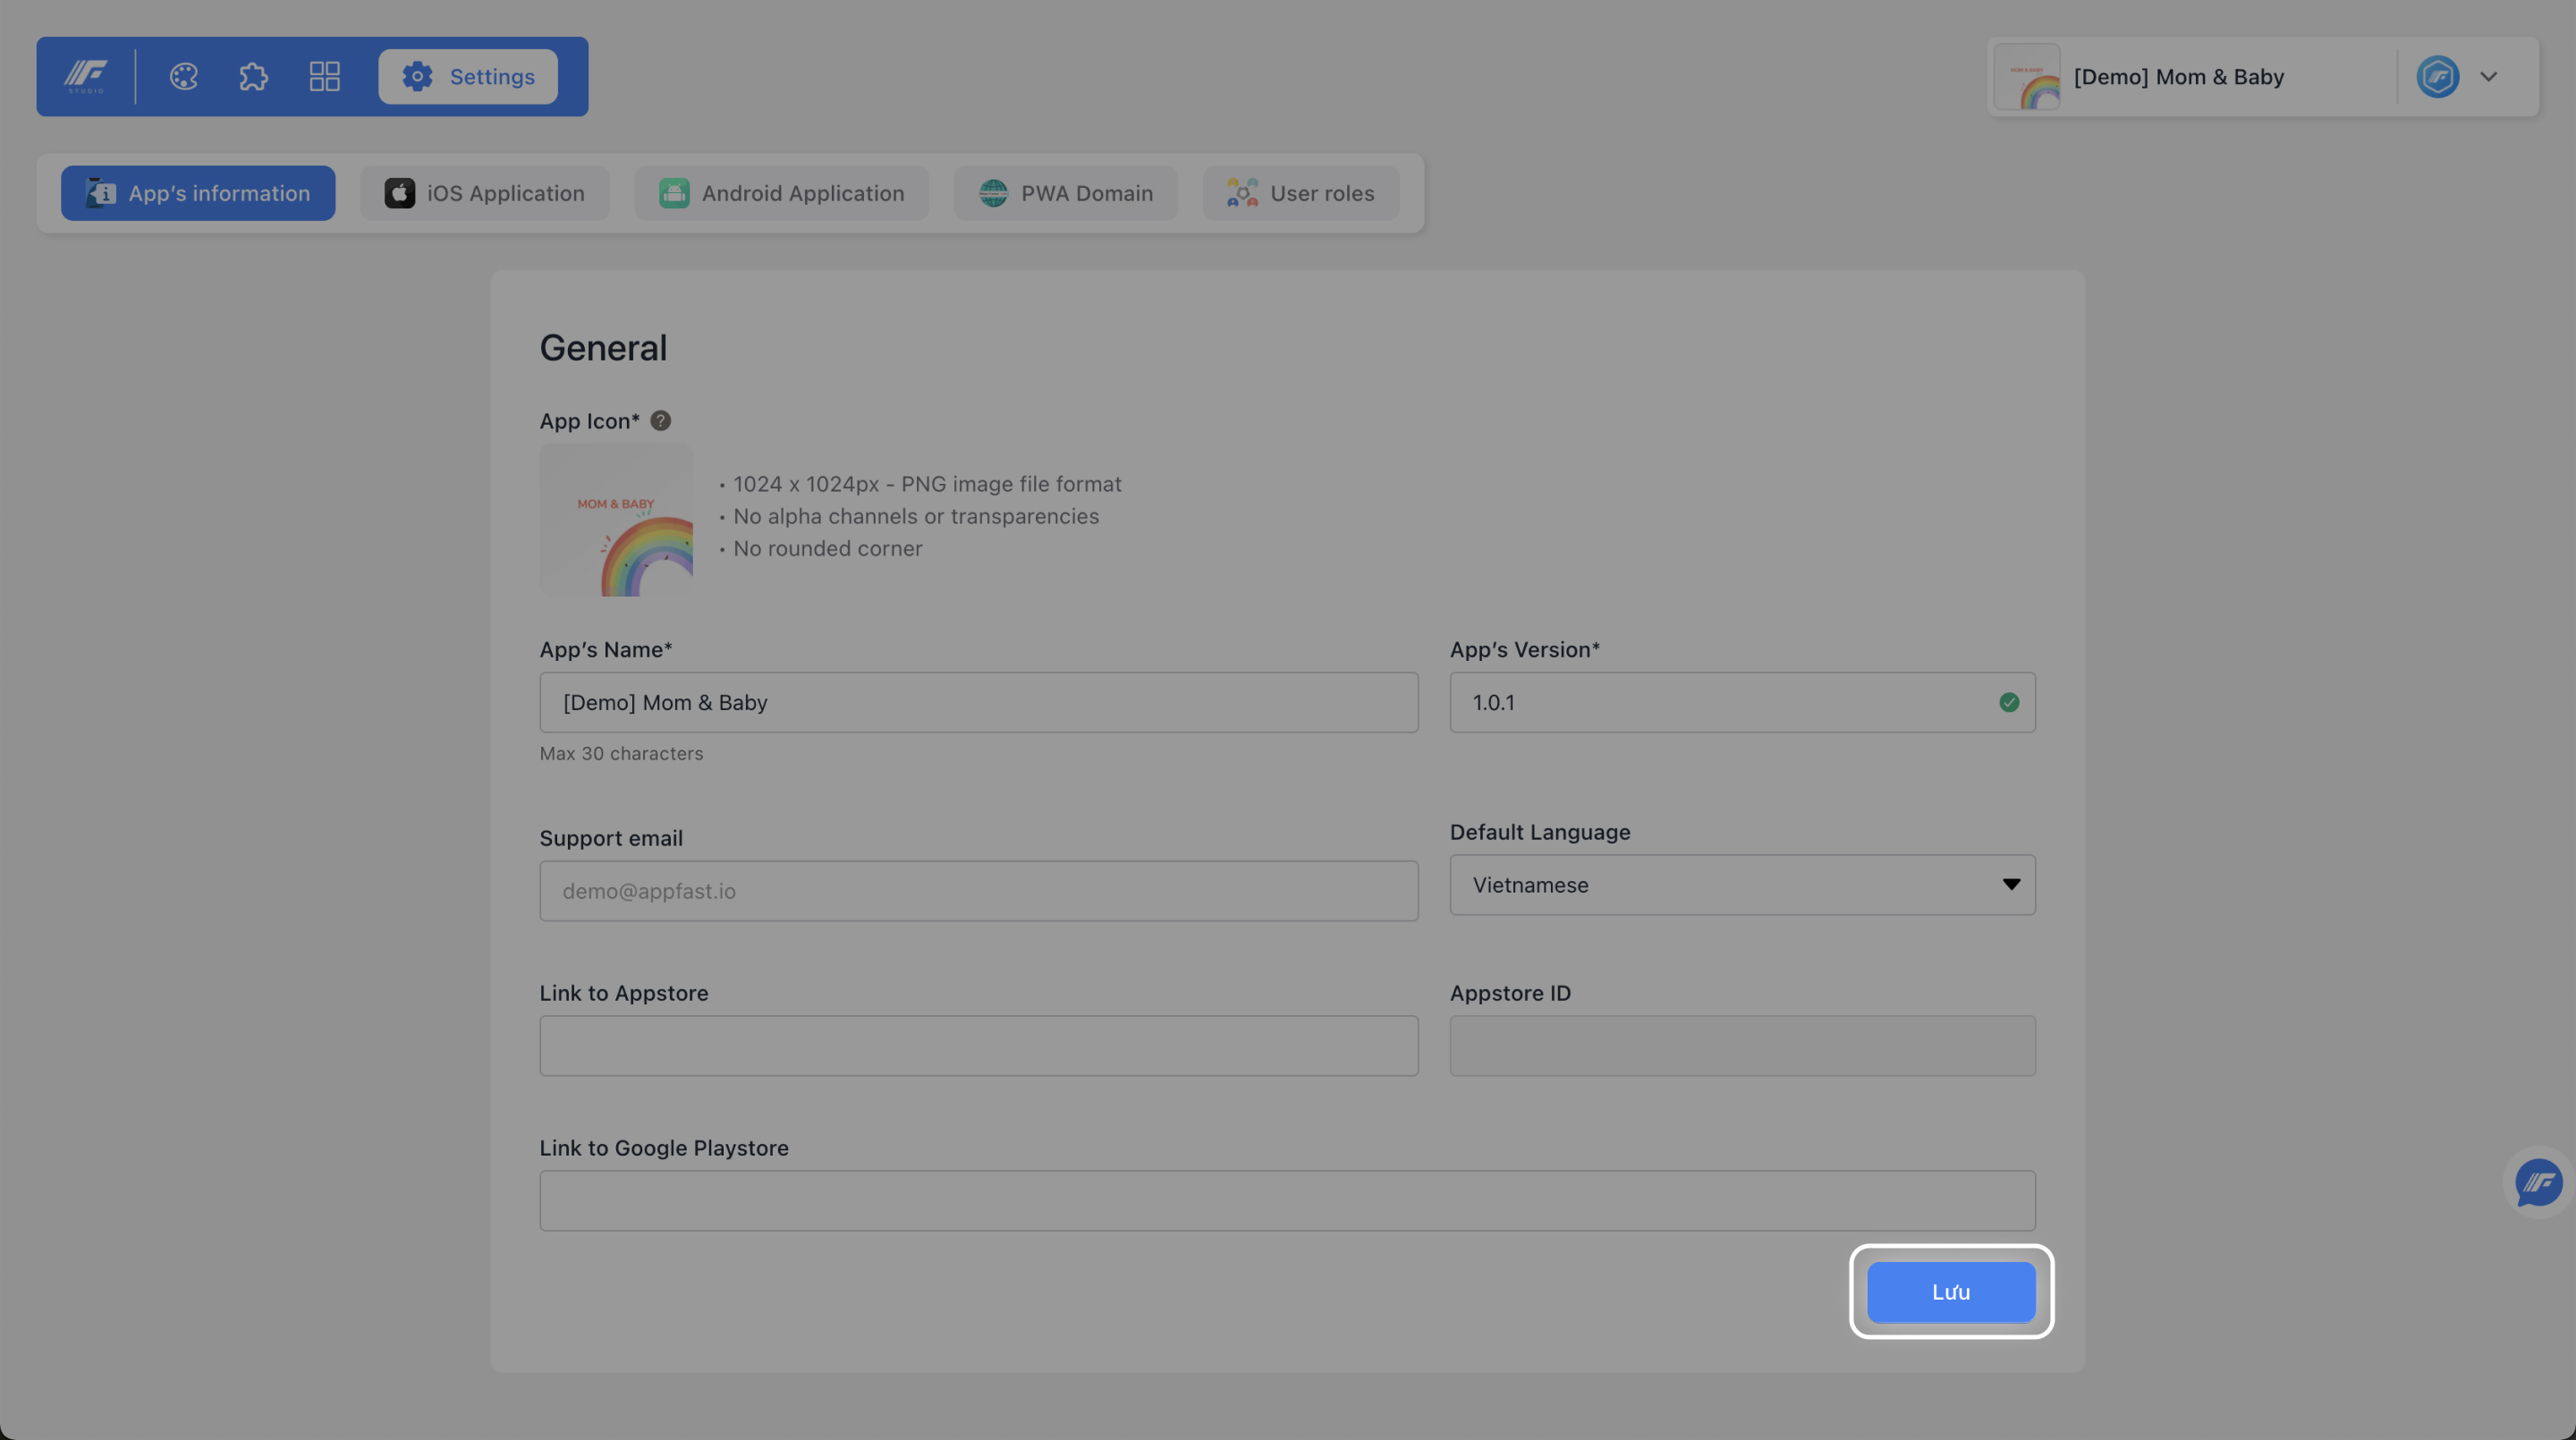 STUDIO
Settings
[Demo] Mom & Baby
App's information
iOS Application
Android Application
PWA Domain
User roles
General
App Icon* ?
MOM & BABY
• 1024 x 1024px - PNG image file format
• No alpha channels or transparencies
• No rounded corner
App's Name*
App's Version*
[Demo] Mom & Baby
1.0.1
Max 30 characters
Support email
Default Language
demo@appfast.io
Vietnamese
Link to Appstore
Appstore ID
Link to Google Playstore
Lưu